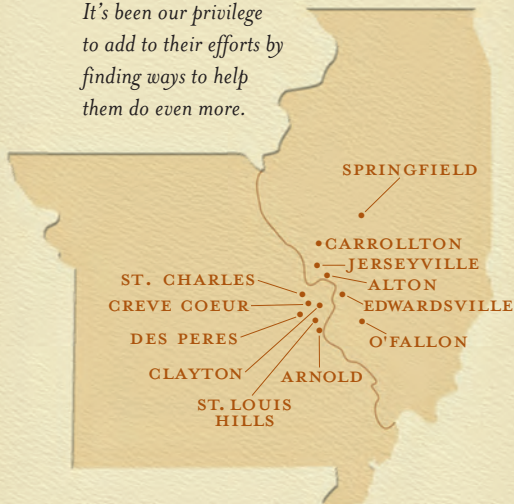 It's been our privilege
to add to their efforts by
finding ways to help
them do even more.
SPRINGFIELD
CARROLLTON
JERSEYVILLE
ALTON
ST. CHARLES
CREVE COEUR
EDWARDSVILLE
DES PERES
O'FALLON
CLAYTON
ARNOLD
ST. LOUIS
HILLS